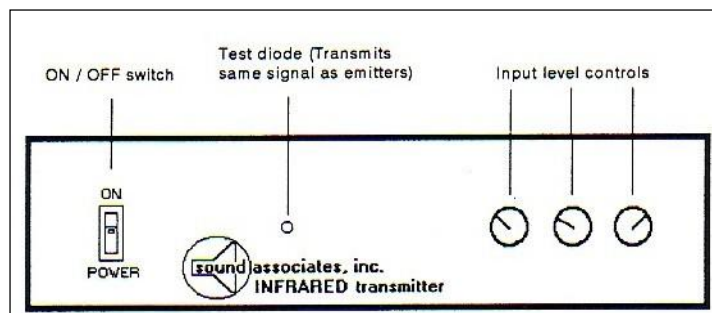 Test diode (Transmits
same signal as emitters)
ON / OFF switch
Input level controls
ON
POWER
sound associates, inc.
INFRARED transmitter